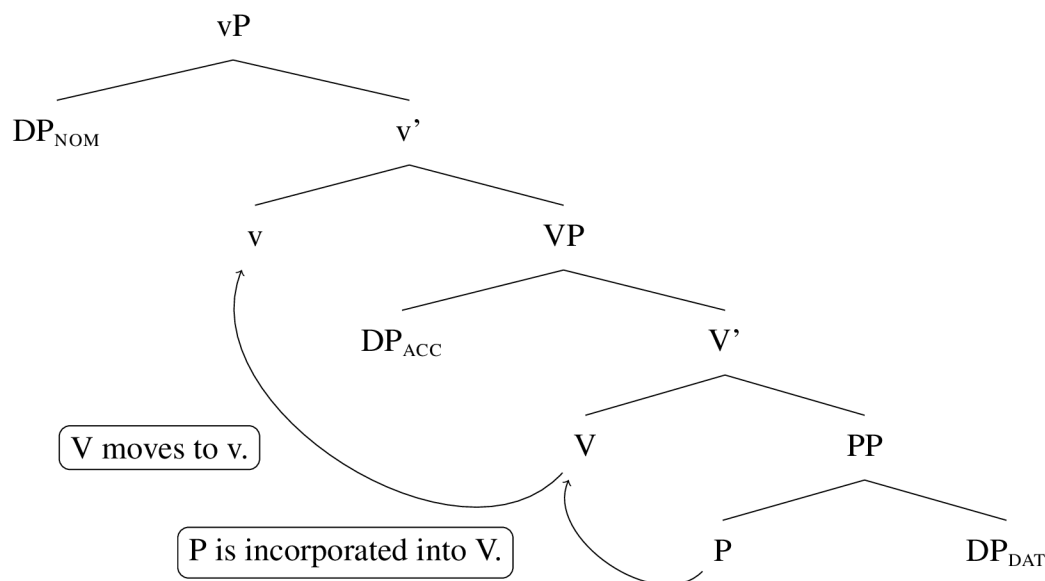 vP
DP_NOM v’
v VP
DP_ACC V’
V moves to v. V PP
P is incorporated into V. P DP_DAT